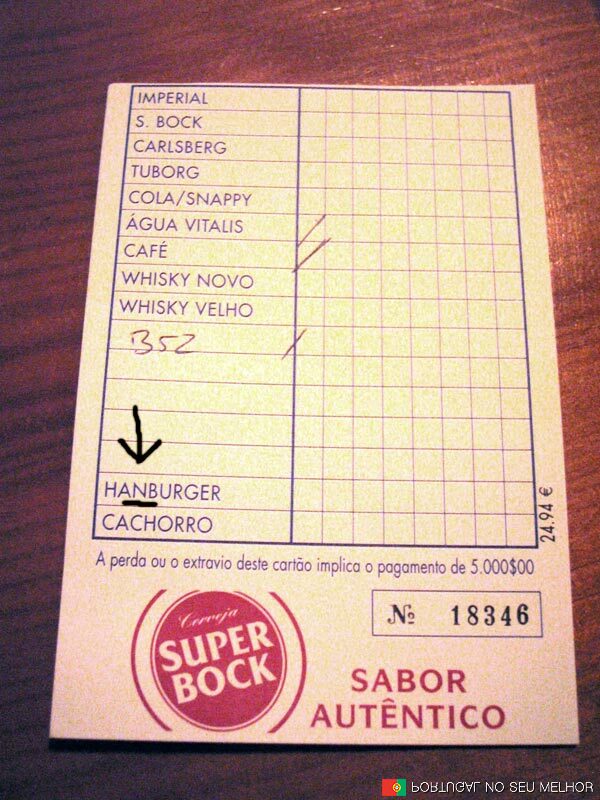 IMPERIAL
S. BOCK
CARLSBERG
TUBORG
COLA/SNAPPY
ÁGUA VITALIS
CAFÉ
WHISKY NOVO
WHISKY VELHO
B52
HANBURGER
CACHORRO
24.94 €
A perda ou o extravio deste cartão implica o pagamento de 5.000$00
Nº 18346
Cerveja
SUPER
BOCK
SABOR
AUTÊNTICO
PORTUGAL NO SEU MELHOR